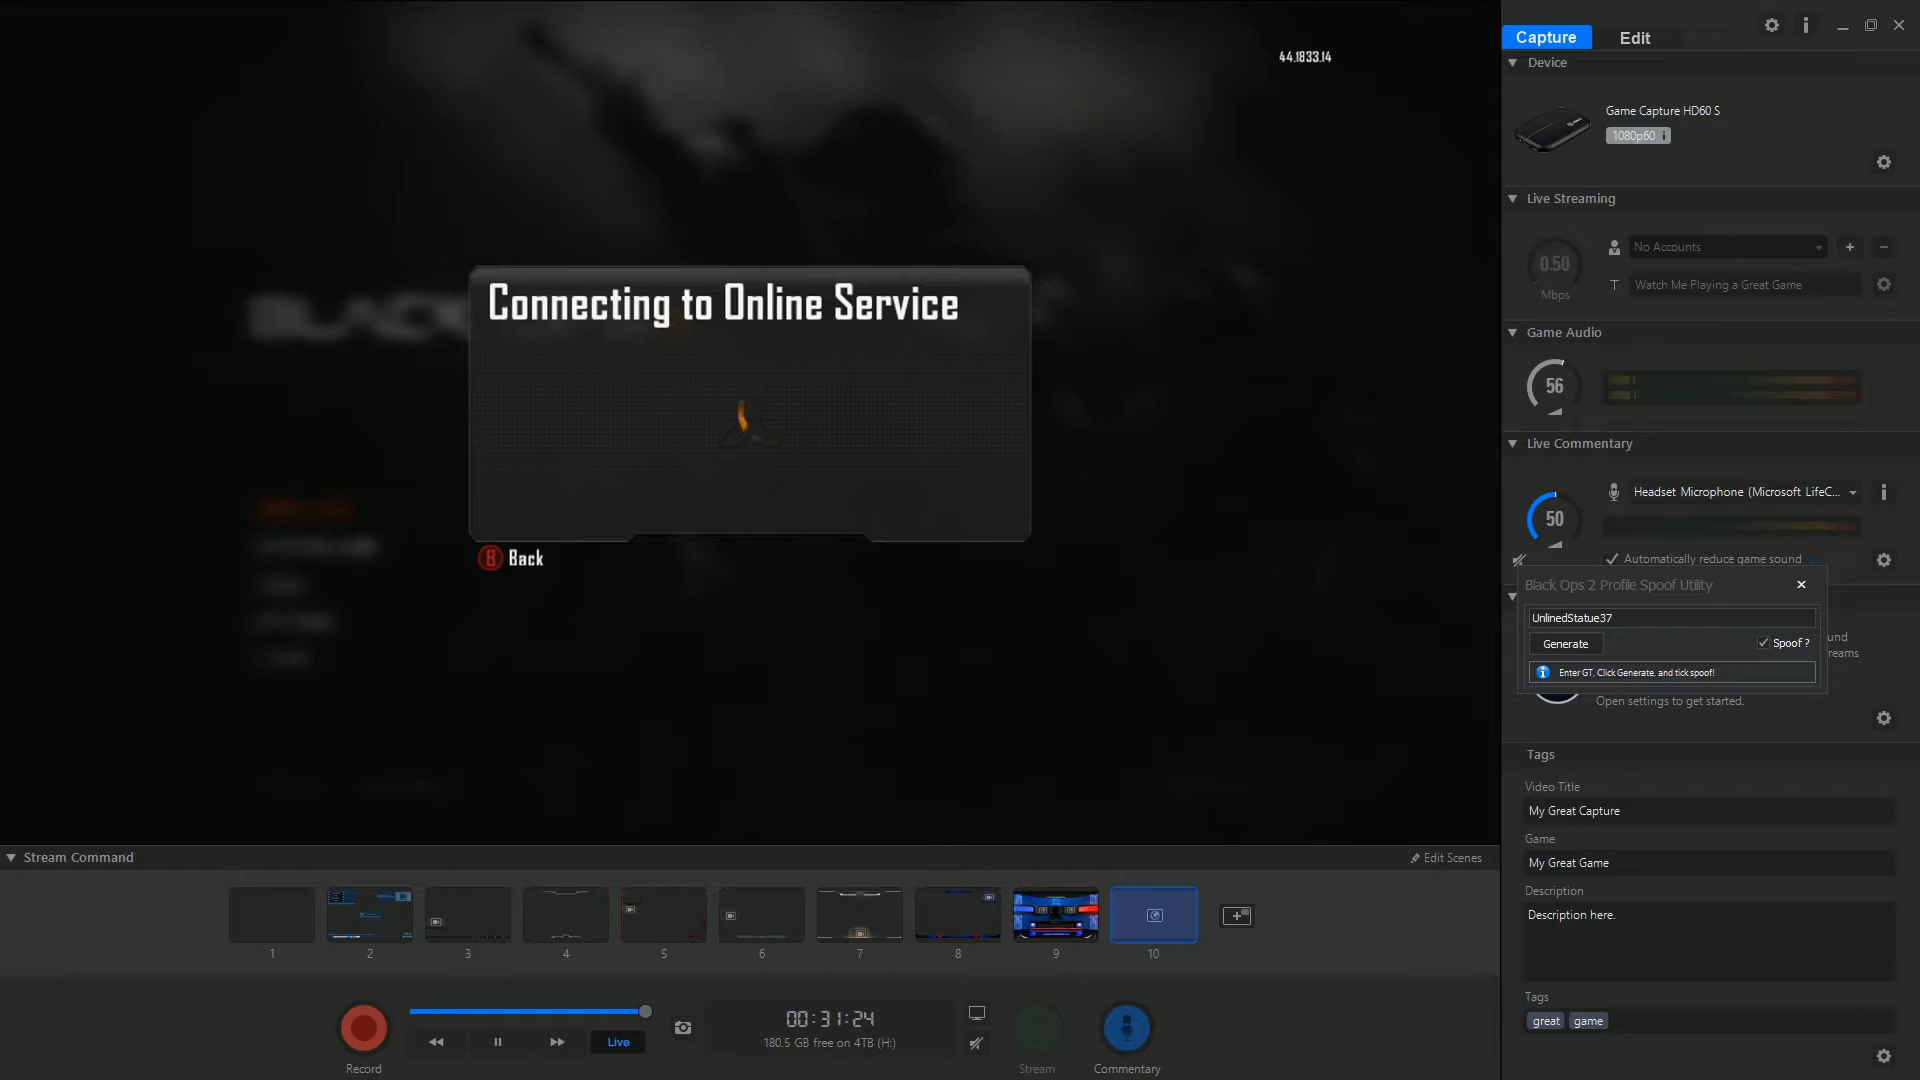 44.1833.14
BLACK
Connecting to Online Service
B Back
Capture
Edit
Device
Game Capture HD60 S
1080p60 i
Live Streaming
0.50
Mbps
No Accounts
T Watch Me Playing a Great Game
Game Audio
56
Live Commentary
50
Headset Microphone (Microsoft LifeC...
Automatically reduce game sound
Black Ops 2 Profile Spoof Utility
UnlinedStatue37
Generate
Spoof ?
Enter GT, Click Generate, and tick spoof!
und
reams
Open settings to get started.
Tags
Video Title
My Great Capture
Game
My Great Game
Description
Description here.
Tags
great game
Stream Command
Edit Scenes
1 2 3 4 5 6 7 8 9 10
00:31:24
180.5 GB free on 4TB (H:)
Live
Record
Stream
Commentary